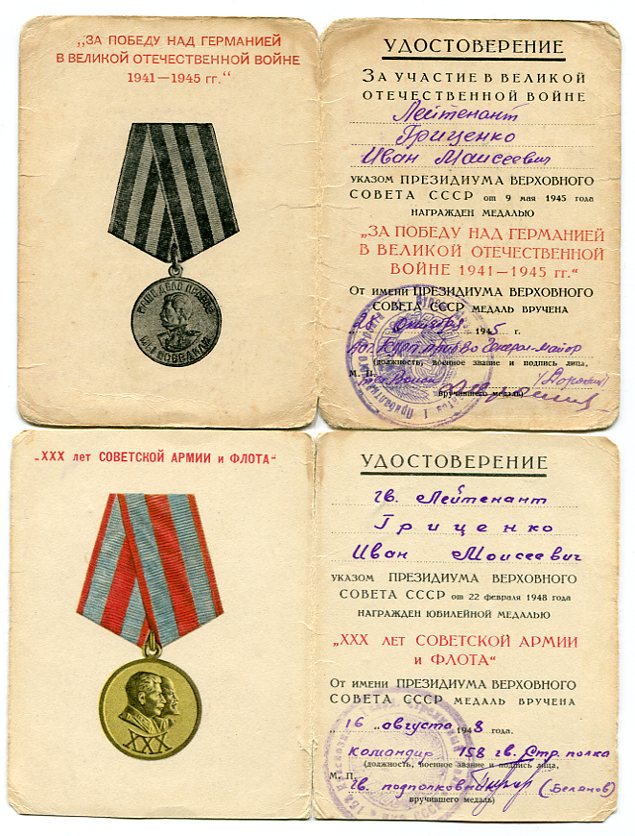 „ЗА ПОБЕДУ НАД ГЕРМАНИЕЙ
В ВЕЛИКОЙ ОТЕЧЕСТВЕННОЙ ВОЙНЕ
1941—1945 гг.“
НАШЕ ДЕЛО ПРАВОЕ
МЫ ПОБЕДИЛИ
УДОСТОВЕРЕНИЕ
ЗА УЧАСТИЕ В ВЕЛИКОЙ
ОТЕЧЕСТВЕННОЙ ВОЙНЕ
Лейтенант
Гриценко
Иван Маисеевич
УКАЗОМ ПРЕЗИДИУМА ВЕРХОВНОГО
СОВЕТА СССР от 9 мая 1945 года
НАГРАЖДЕН МЕДАЛЬЮ
„ЗА ПОБЕДУ НАД ГЕРМАНИЕЙ
В ВЕЛИКОЙ ОТЕЧЕСТВЕННОЙ
ВОЙНЕ 1941—1945 гг.“
От имени ПРЕЗИДИУМА ВЕРХОВНОГО
СОВЕТА СССР МЕДАЛЬ ВРУЧЕНА
1945 г.
Генерал-майор
(должность, военное звание и подпись лица,
М. П.
вручившего медаль)
„XXX лет СОВЕТСКОЙ АРМИИ и ФЛОТА“
XXX
УДОСТОВЕРЕНИЕ
гв. Лейтенант
Гриценко
Иван Моисеевич
УКАЗОМ ПРЕЗИДИУМА ВЕРХОВНОГО
СОВЕТА СССР от 22 февраля 1948 года
НАГРАЖДЕН ЮБИЛЕЙНОЙ МЕДАЛЬЮ
„XXX лет СОВЕТСКОЙ АРМИИ
и ФЛОТА“
От имени ПРЕЗИДИУМА ВЕРХОВНОГО
СОВЕТА СССР МЕДАЛЬ ВРУЧЕНА
„16„ августа 1948 года.
Командир 158 гв. Стр. полка
(должность, военное звание и подпись лица,
М. П.
гв. подполковник (Белянов)
вручившего медаль)